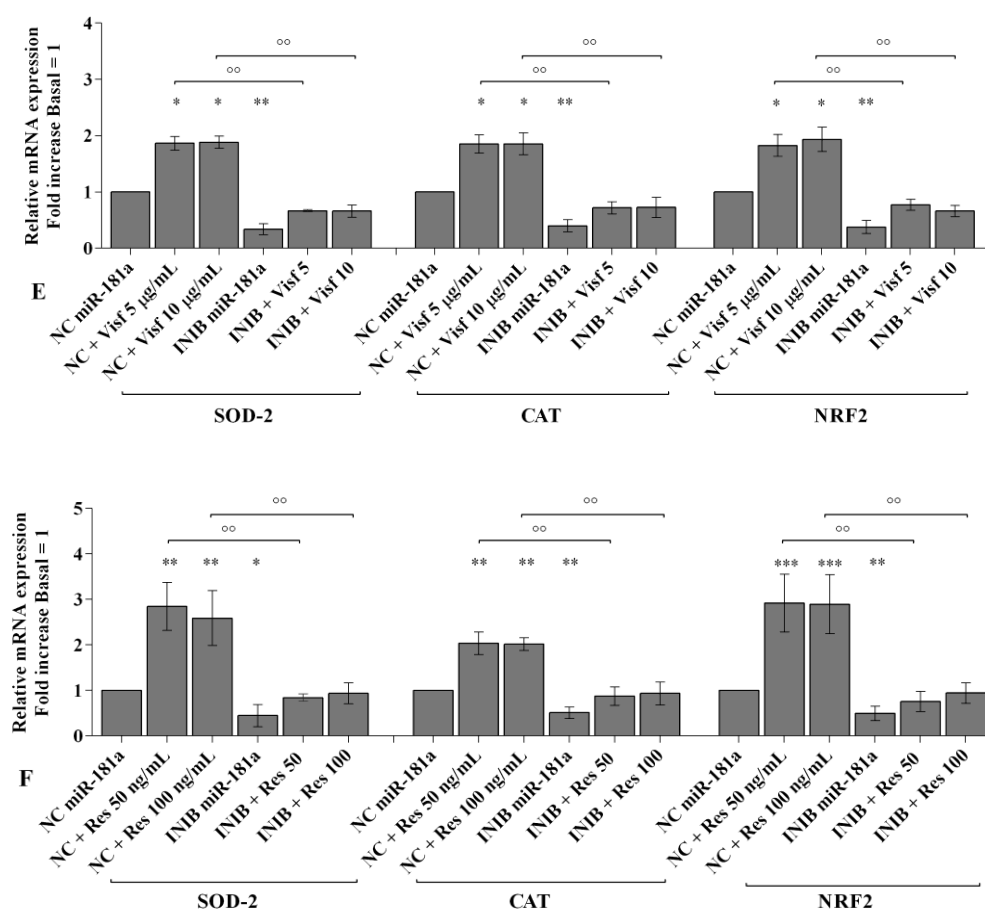 4
3
2
1
0
Relative mRNA expression
Fold increase Basal = 1
°° °° °°
°° °° °°
* * ** * * ** * * **
NC miR-181a
NC + Visf 5 µg/mL
NC + Visf 10 µg/mL
INIB miR-181a
INIB + Visf 5
INIB + Visf 10
NC miR-181a
NC + Visf 5 µg/mL
NC + Visf 10 µg/mL
INIB miR-181a
INIB + Visf 5
INIB + Visf 10
NC miR-181a
NC + Visf 5 µg/mL
NC + Visf 10 µg/mL
INIB miR-181a
INIB + Visf 5
INIB + Visf 10
E
SOD-2 CAT NRF2
5
4
3
2
1
0
Relative mRNA expression
Fold increase Basal = 1
°° °° °°
°° °° °°
** ** * ** ** ** *** *** **
NC miR-181a
NC + Res 50 ng/mL
NC + Res 100 ng/mL
INIB miR-181a
INIB + Res 50
INIB + Res 100
NC miR-181a
NC + Res 50 ng/mL
NC + Res 100 ng/mL
INIB miR-181a
INIB + Res 50
INIB + Res 100
NC miR-181a
NC + Res 50 ng/mL
NC + Res 100 ng/mL
INIB miR-181a
INIB + Res 50
INIB + Res 100
F
SOD-2 CAT NRF2